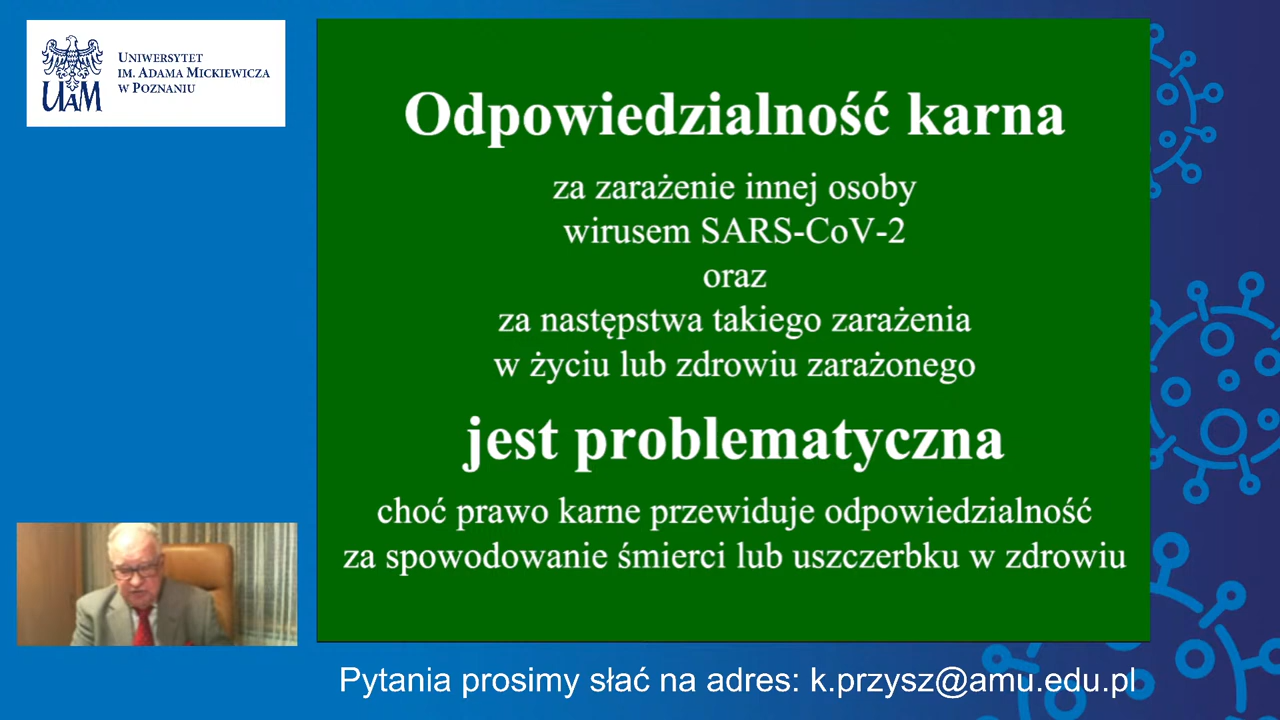 UNIWERSYTET
IM. ADAMA MICKIEWICZA
W POZNANIU
UAM
Odpowiedzialność karna
za zarażenie innej osoby
wirusem SARS-CoV-2
oraz
za następstwa takiego zarażenia
w życiu lub zdrowiu zarażonego
jest problematyczna
choć prawo karne przewiduje odpowiedzialność
za spowodowanie śmierci lub uszczerbku w zdrowiu
Pytania prosimy słać na adres: k.przysz@amu.edu.pl